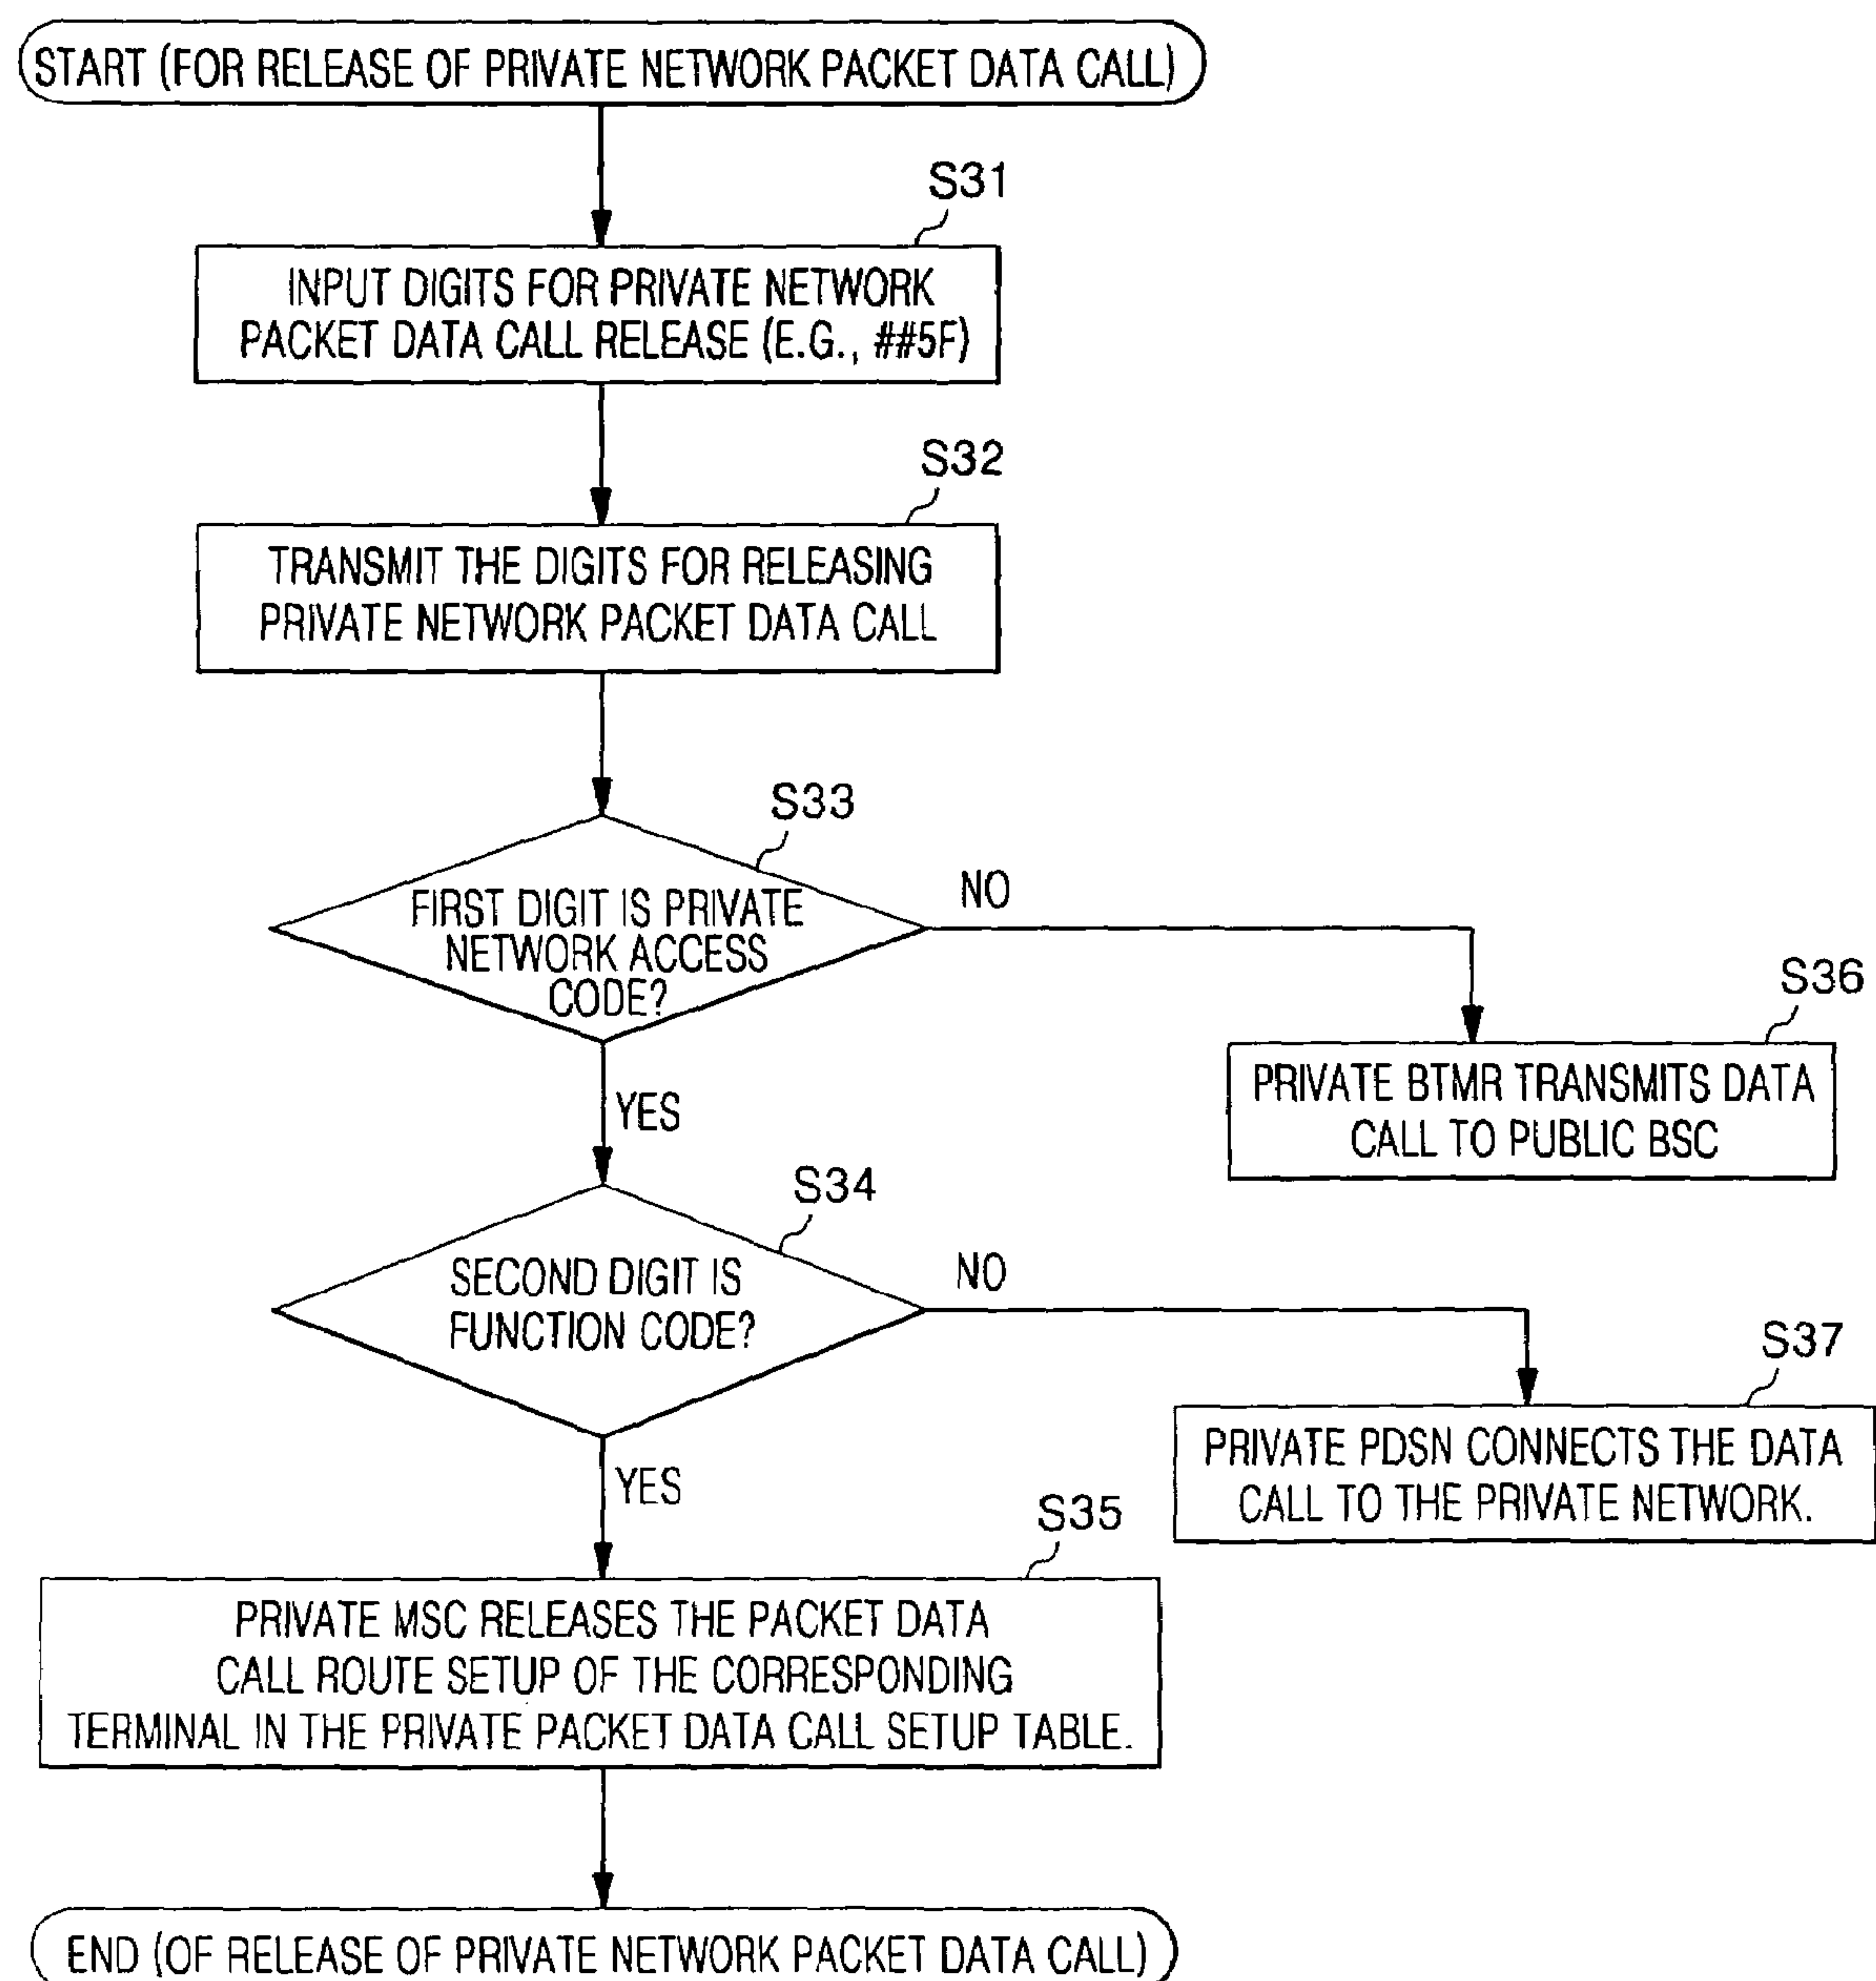 START (FOR RELEASE OF PRIVATE NETWORK PACKET DATA CALL)
S31
INPUT DIGITS FOR PRIVATE NETWORK
PACKET DATA CALL RELEASE (E.G., ##5F)
S32
TRANSMIT THE DIGITS FOR RELEASING
PRIVATE NETWORK PACKET DATA CALL
S33
FIRST DIGIT IS PRIVATE
NETWORK ACCESS
CODE?
NO
S36
PRIVATE BTMR TRANSMITS DATA
CALL TO PUBLIC BSC
YES
S34
SECOND DIGIT IS
FUNCTION CODE?
NO
S37
PRIVATE PDSN CONNECTS THE DATA
CALL TO THE PRIVATE NETWORK.
YES
S35
PRIVATE MSC RELEASES THE PACKET DATA
CALL ROUTE SETUP OF THE CORRESPONDING
TERMINAL IN THE PRIVATE PACKET DATA CALL SETUP TABLE.
END (OF RELEASE OF PRIVATE NETWORK PACKET DATA CALL)